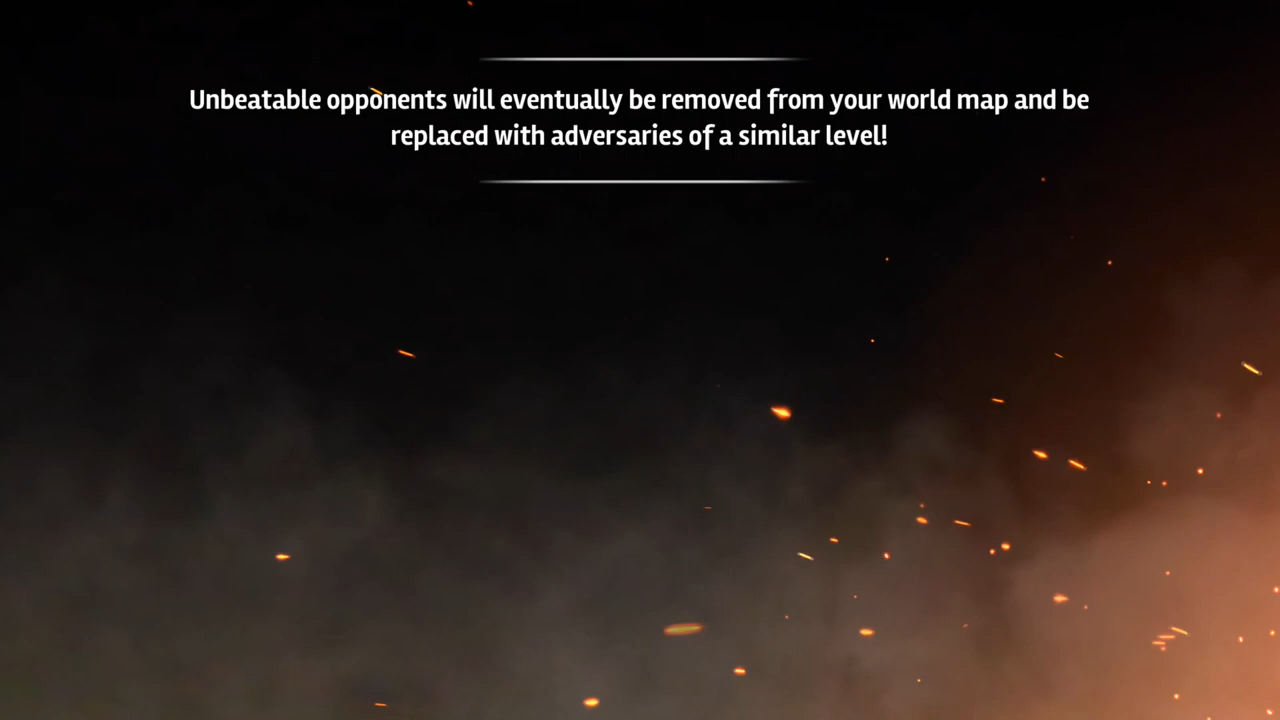 Unbeatable opponents will eventually be removed from your world map and be
replaced with adversaries of a similar level!